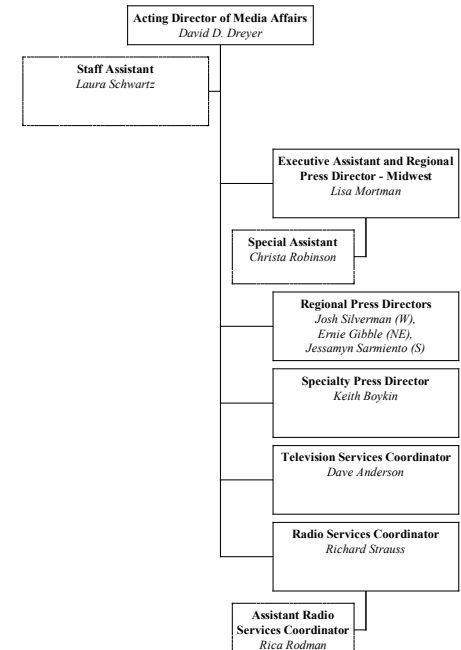 Acting Director of Media Affairs
David D. Dreyer
Staff Assistant
Laura Schwartz
Executive Assistant and Regional
Press Director - Midwest
Lisa Mortman
Special Assistant
Christa Robinson
Regional Press Directors
Josh Silverman (W),
Ernie Gibble (NE),
Jessamyn Sarmiento (S)
Specialty Press Director
Keith Boykin
Television Services Coordinator
Dave Anderson
Radio Services Coordinator
Richard Strauss
Assistant Radio
Services Coordinator
Rica Rodman